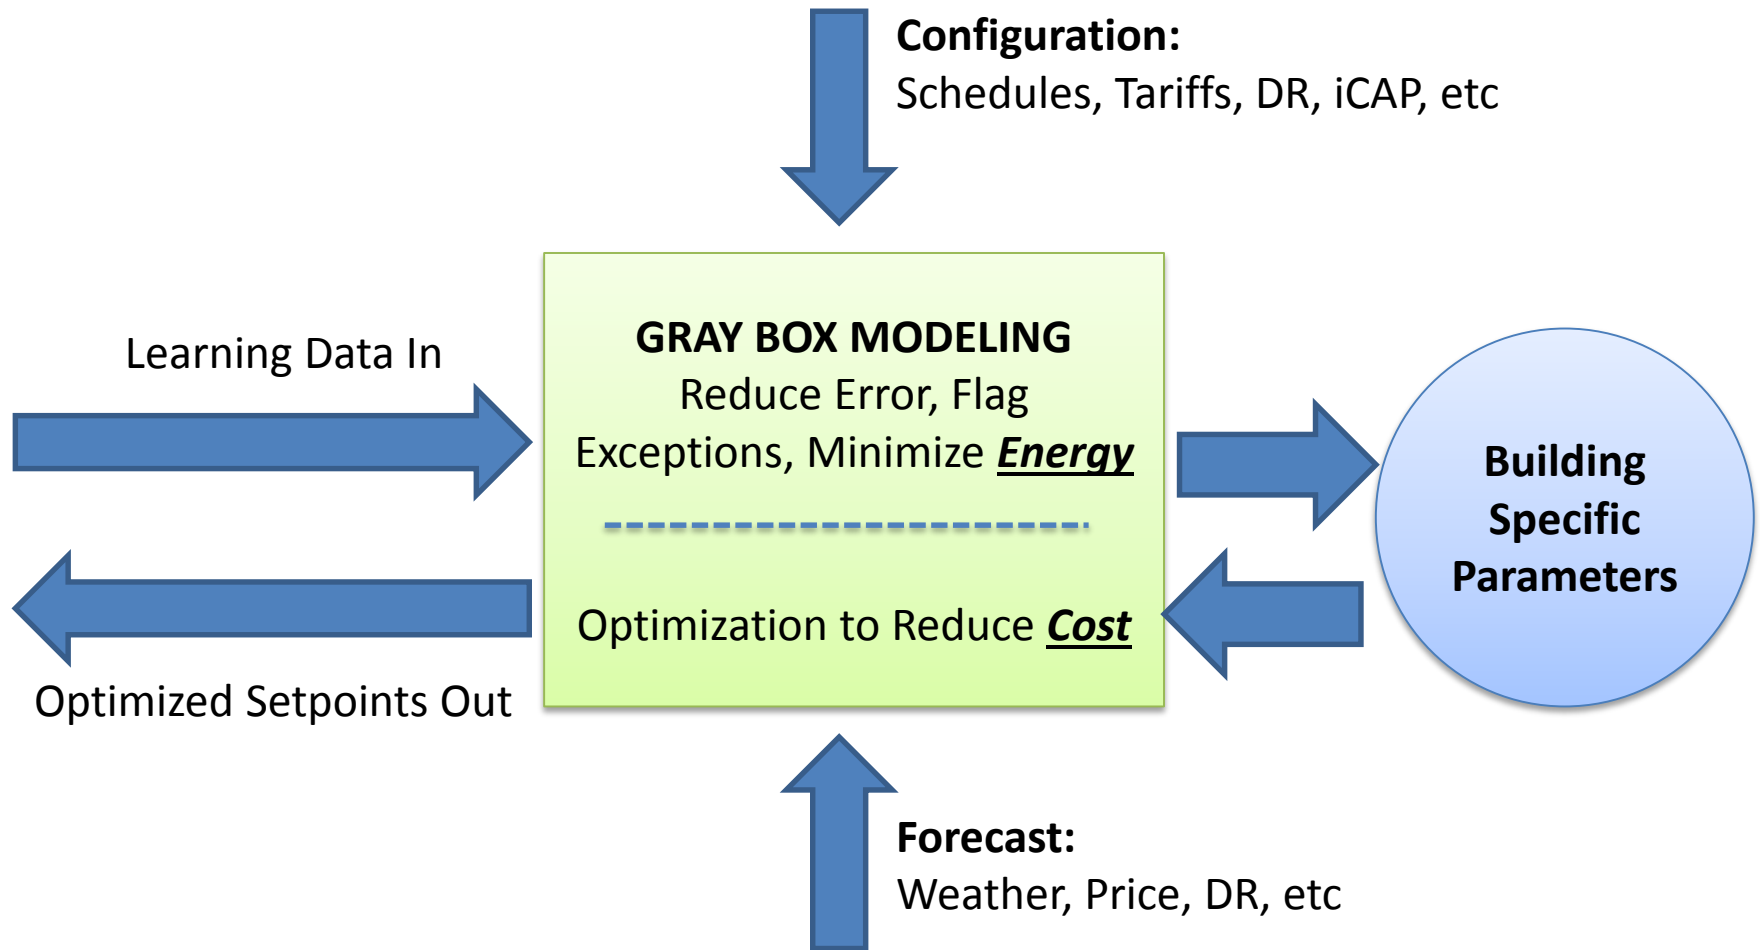 Configuration:
Schedules, Tariffs, DR, iCAP, etc
Learning Data In
GRAY BOX MODELING
Reduce Error, Flag
Exceptions, Minimize Energy
Optimization to Reduce Cost
Building
Specific
Parameters
Optimized Setpoints Out
Forecast:
Weather, Price, DR, etc